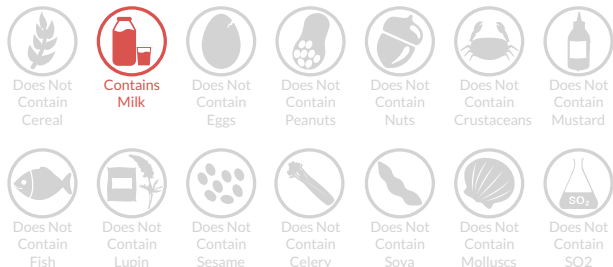 Does Not Contain Cereal
Contains Milk
Does Not Contain Eggs
Does Not Contain Peanuts
Does Not Contain Nuts
Does Not Contain Crustaceans
Does Not Contain Mustard
SO₂
Does Not Contain Fish
Does Not Contain Lupin
Does Not Contain Sesame
Does Not Contain Celery
Does Not Contain Soya
Does Not Contain Molluscs
Does Not Contain SO2